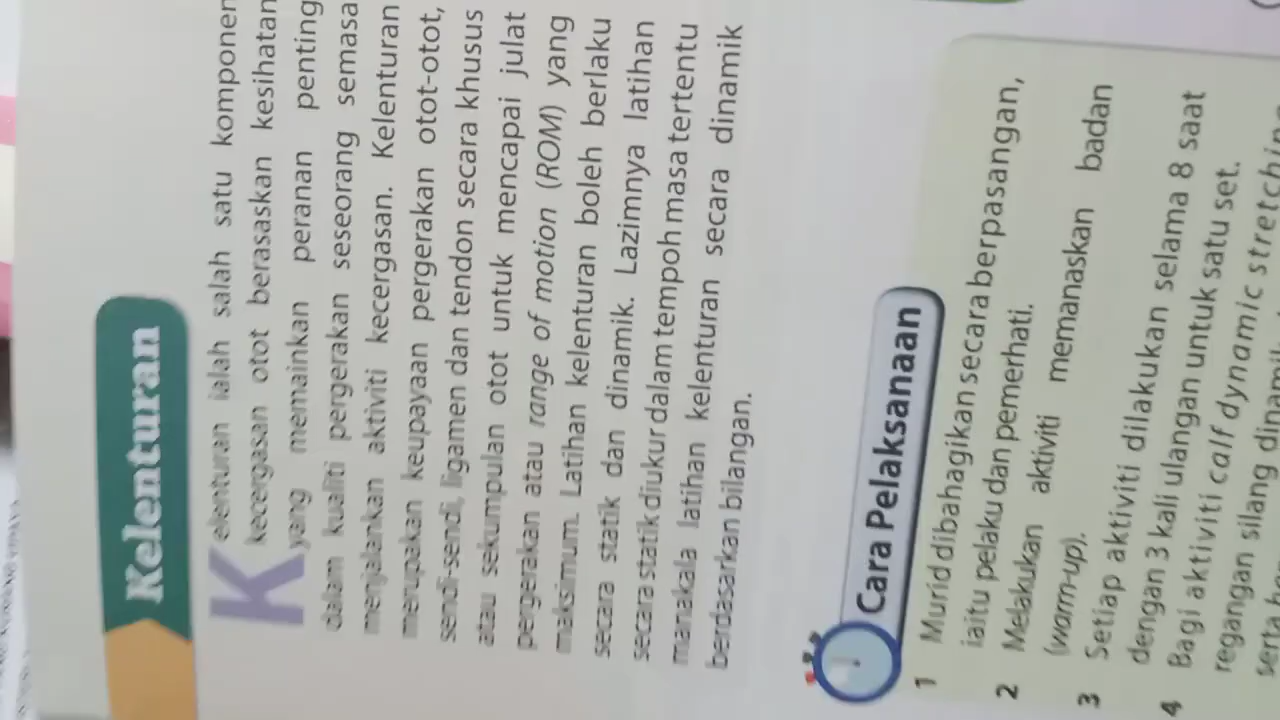 Kelenturan
Kelenturan ialah salah satu komponen
kecergasan otot berasaskan kesihatan
yang memainkan peranan penting
dalam kualiti pergerakan seseorang semasa
menjalankan aktiviti kecergasan. Kelenturan
merupakan keupayaan pergerakan otot-otot,
sendi-sendi, ligamen dan tendon secara khusus
atau sekumpulan otot untuk mencapai julat
pergerakan atau range of motion (ROM) yang
maksimum. Latihan kelenturan boleh berlaku
secara statik dan dinamik. Lazimnya latihan
secara statik diukur dalam tempoh masa tertentu
manakala latihan kelenturan secara dinamik
berdasarkan bilangan.
Cara Pelaksanaan
1 Murid dibahagikan secara berpasangan,
iaitu pelaku dan pemerhati.
2 Melakukan aktiviti memanaskan badan
(warm-up).
3 Setiap aktiviti dilakukan selama 8 saat
dengan 3 kali ulangan untuk satu set.
4 Bagi aktiviti calf dynamic stretching
regangan silang dinamik
serta